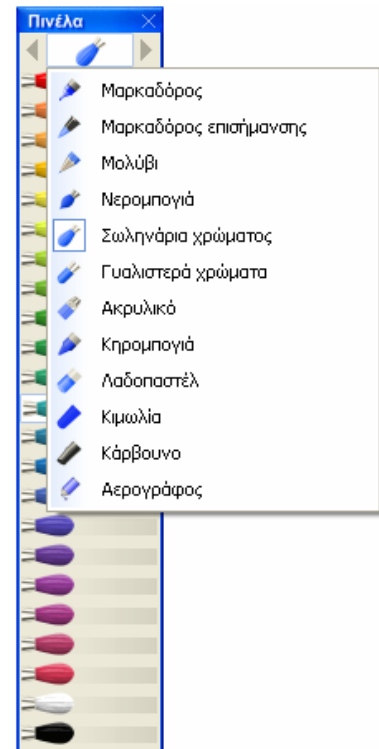 Πινέλα
Μαρκαδόρος
Μαρκαδόρος επισήμανσης
Μολύβι
Νερομπογιά
Σωληνάρια χρώματος
Γυαλιστερά χρώματα
Ακρυλικό
Κηρομπογιά
Λαδοπαστέλ
Κιμωλία
Κάρβουνο
Αερογράφος